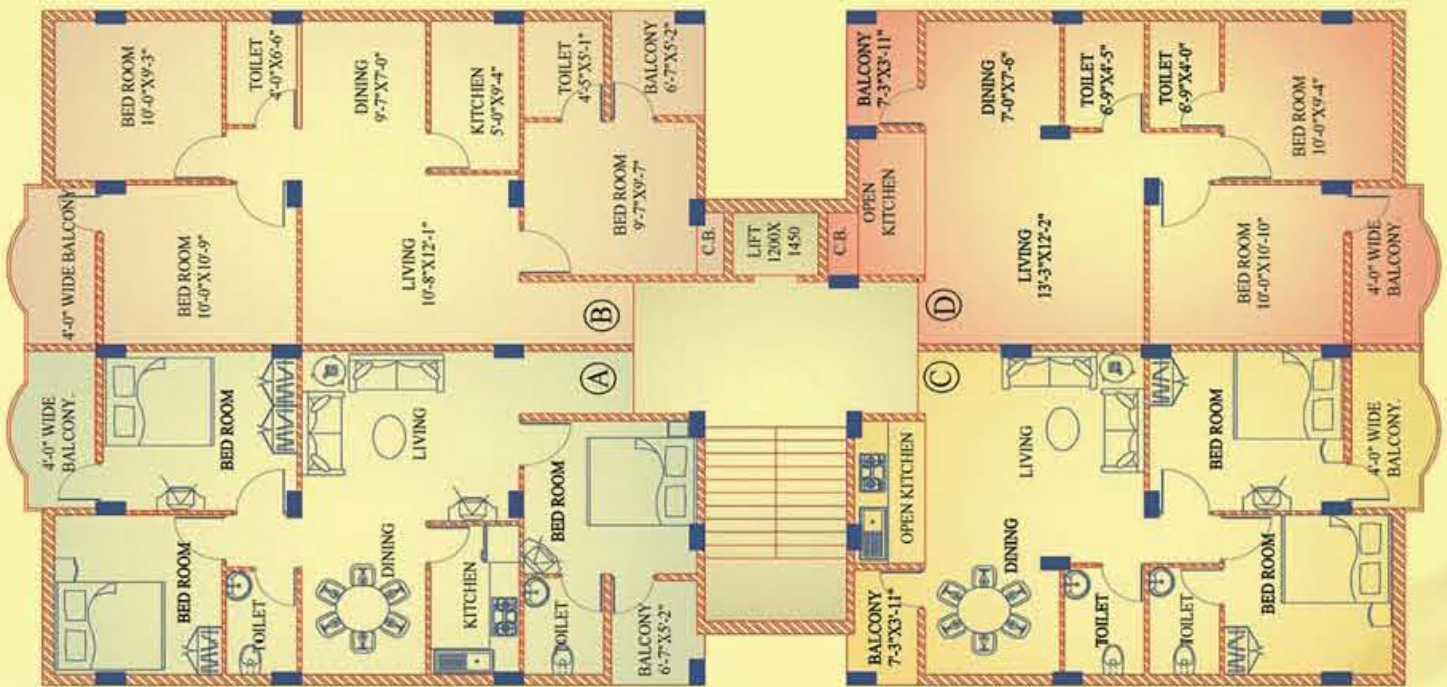 BED ROOM
10'-0"X9'-3"
TOILET
4'-0"X6'-6"
DINING
9'-7"X7'-0"
KITCHEN
5'-0"X9'-4"
TOILET
4'-5"X5'-1"
BALCONY
6'-7"X5'-2"
4'-0" WIDE BALCONY
BED ROOM
10'-0"X10'-9"
LIVING
10'-8"X12'-1"
BED ROOM
9'-7"X9'-7"
C.B.
B
LIFT
1200X
1450
BALCONY
7'-3"X3'-11"
DINING
7'-0"X7'-6"
TOILET
6'-9"X4'-5"
TOILET
6'-9"X4'-0"
BED ROOM
10'-0"X9'-4"
OPEN
KITCHEN
C.B.
LIVING
13'-3"X12'-2"
BED ROOM
10'-0"X10'-10"
4'-0" WIDE
BALCONY
D
4'-0" WIDE
BALCONY.
BED ROOM
LIVING
A
BED ROOM
TOILET
DINING
KITCHEN
BED ROOM
TOILET
BALCONY
6'-7"X5'-2"
C
LIVING
BED ROOM
4'-0" WIDE
BALCONY.
OPEN KITCHEN
DINING
BALCONY
7'-3"X3'-11"
TOILET
TOILET
BED ROOM